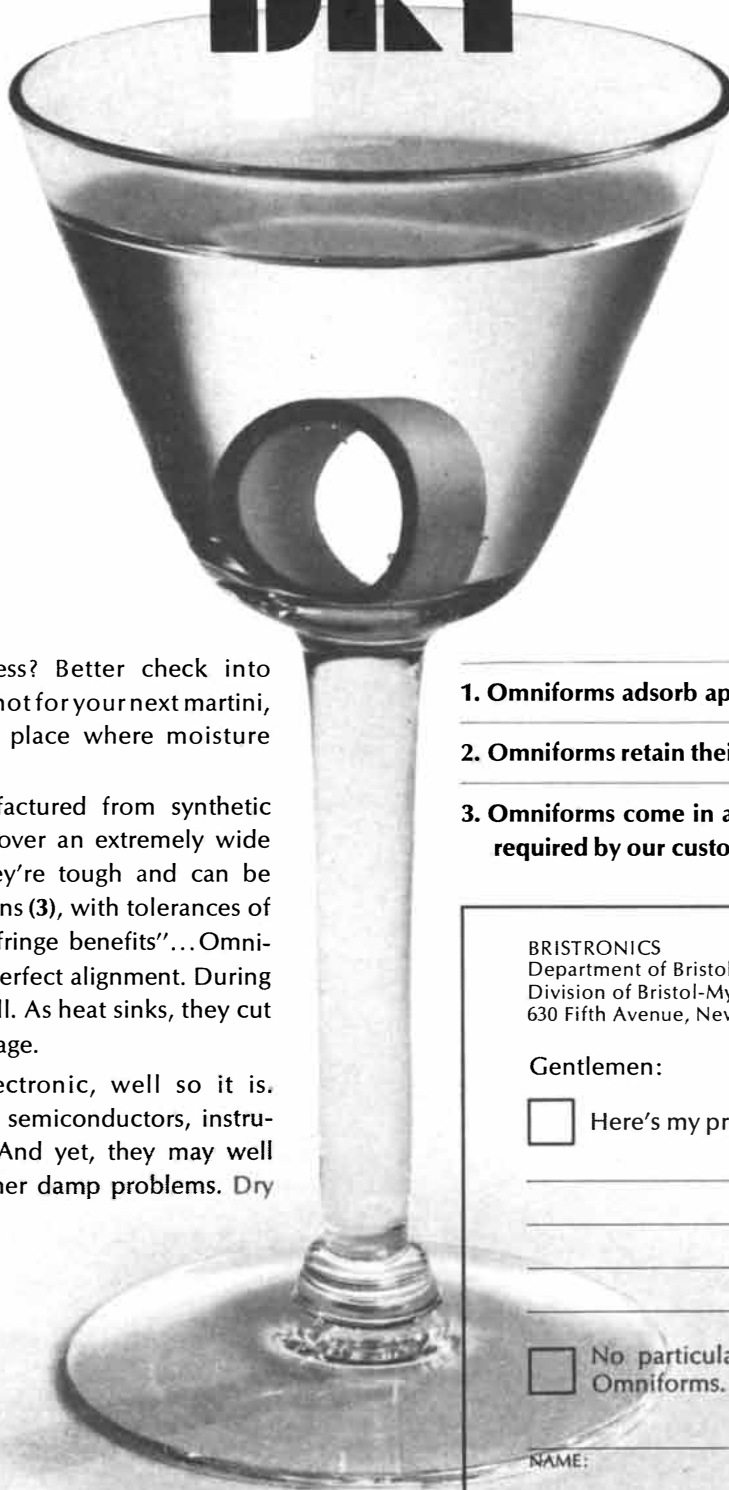 DRY
ess? Better check into
not for your next martini,
place where moisture
factured from synthetic
over an extremely wide
ey're tough and can be
ns (3), with tolerances of
fringe benefits"...Omni-
perfect alignment. During
ll. As heat sinks, they cut
age.
ectronic, well so it is.
semiconductors, instru-
And yet, they may well
her damp problems. Dry
1. Omniforms adsorb ap
2. Omniforms retain thei
3. Omniforms come in a
required by our custo
BRISTRONICS
Department of Bristol
Division of Bristol-My
630 Fifth Avenue, New
Gentlemen:
Here's my pr
No particula
Omniforms.
NAME: